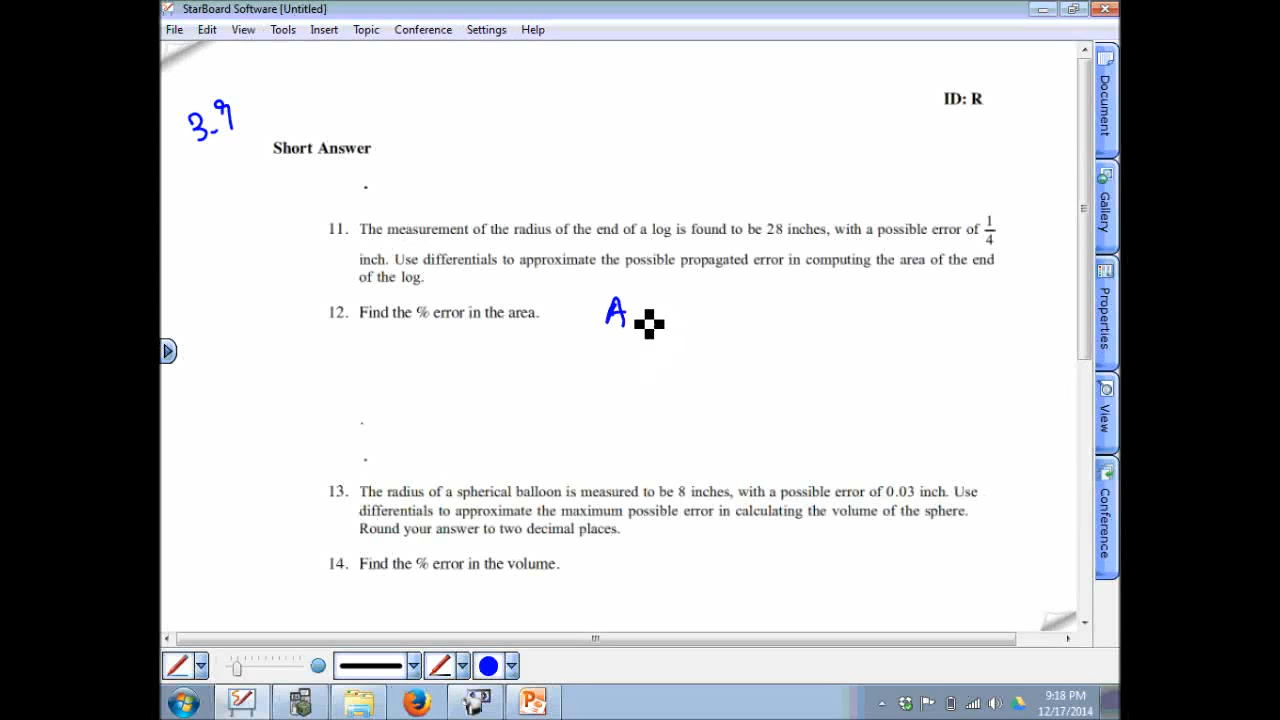 StarBoard Software [Untitled]
File Edit View Tools Insert Topic Conference Settings Help
ID: R
3.9
Short Answer
11. The measurement of the radius of the end of a log is found to be 28 inches, with a possible error of 1/4
inch. Use differentials to approximate the possible propagated error in computing the area of the end
of the log.
12. Find the % error in the area.
A
13. The radius of a spherical balloon is measured to be 8 inches, with a possible error of 0.03 inch. Use
differentials to approximate the maximum possible error in calculating the volume of the sphere.
Round your answer to two decimal places.
14. Find the % error in the volume.
Document
Gallery
Properties
View
Conference
9:18 PM
12/17/2014